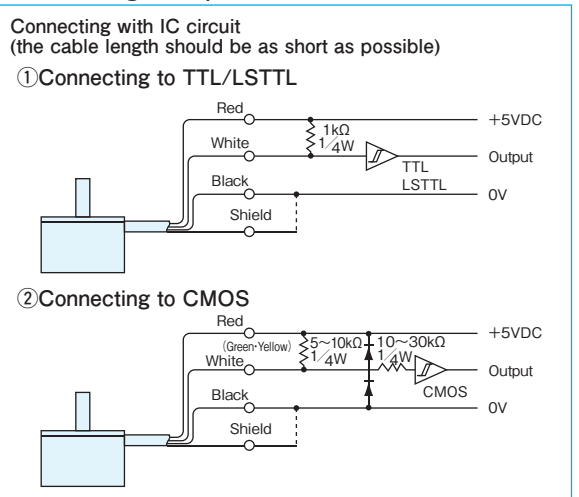 Connecting with IC circuit
(the cable length should be as short as possible)
①Connecting to TTL/LSTTL
Red
+5VDC
1kΩ
1/4W
White
Output
TTL
LSTTL
Black
0V
Shield
②Connecting to CMOS
Red
+5VDC
(Green·Yellow)
5~10kΩ
1/4W
10~30kΩ
1/4W
White
Output
CMOS
Black
0V
Shield